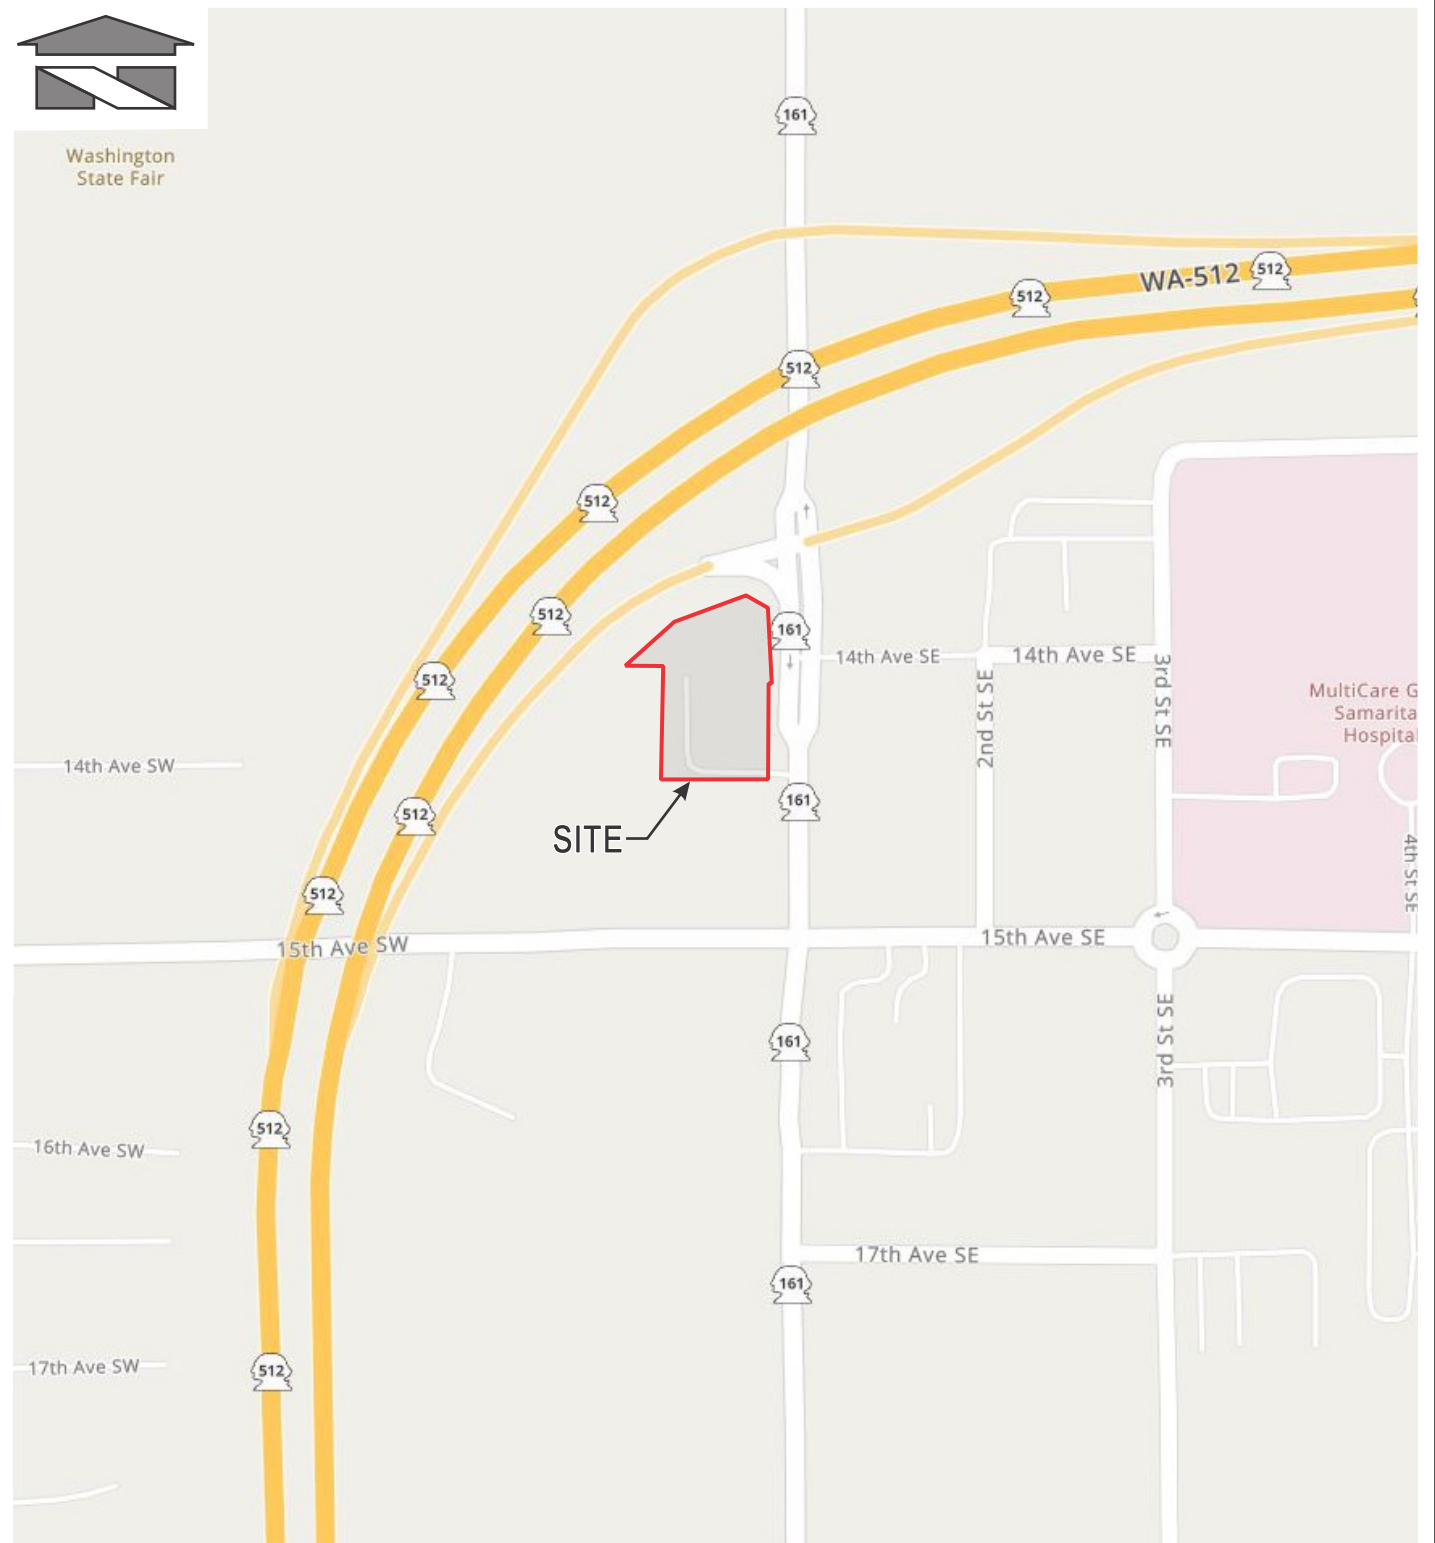 161
Washington
State Fair
WA-512
512
512
512
512
512
161
14th Ave SE
14th Ave SE
3rd St SE
2nd St SE
512
MultiCare G
Samarita
Hospital
14th Ave SW
161
512
SITE
4th St SE
512
15th Ave SE
15th Ave SW
3rd St SE
161
512
16th Ave SW
17th Ave SE
161
17th Ave SW
512